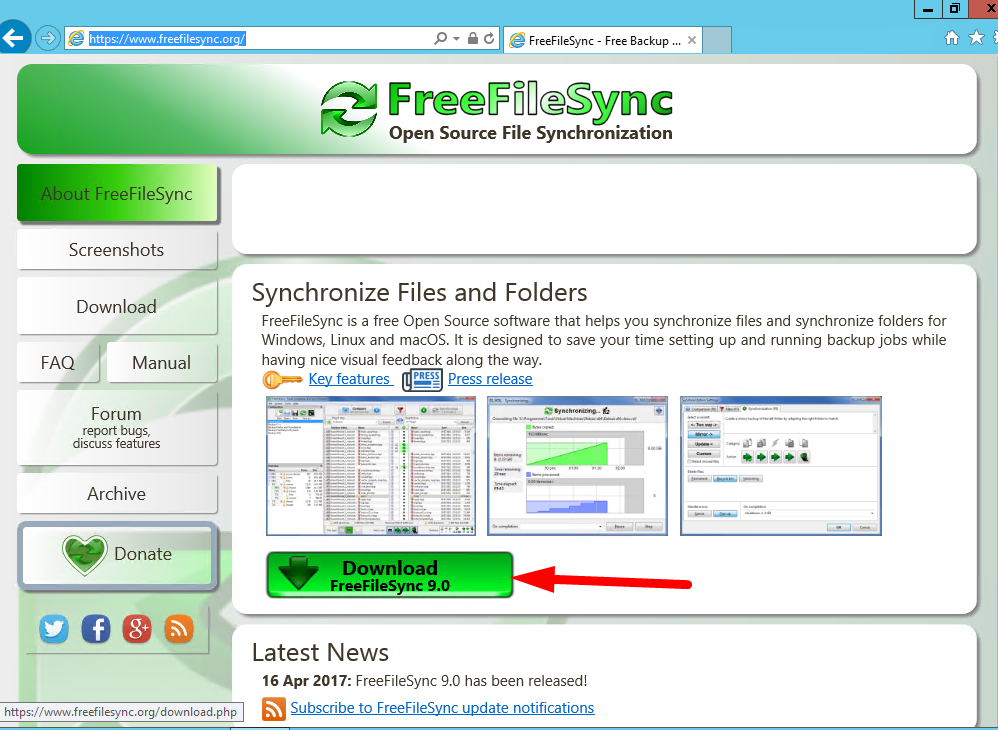 https://www.freefilesync.org/
FreeFileSync - Free Backup ...
FreeFileSync
Open Source File Synchronization
About FreeFileSync
Screenshots
Download
FAQ
Manual
Forum
report bugs,
discuss features
Archive
Donate
Synchronize Files and Folders
FreeFileSync is a free Open Source software that helps you synchronize files and synchronize folders for
Windows, Linux and macOS. It is designed to save your time setting up and running backup jobs while
having nice visual feedback along the way.
Key features
PRESS
Press release
Synchronizing...
Download
FreeFileSync 9.0
Latest News
16 Apr 2017: FreeFileSync 9.0 has been released!
Subscribe to FreeFileSync update notifications
https://www.freefilesync.org/download.php